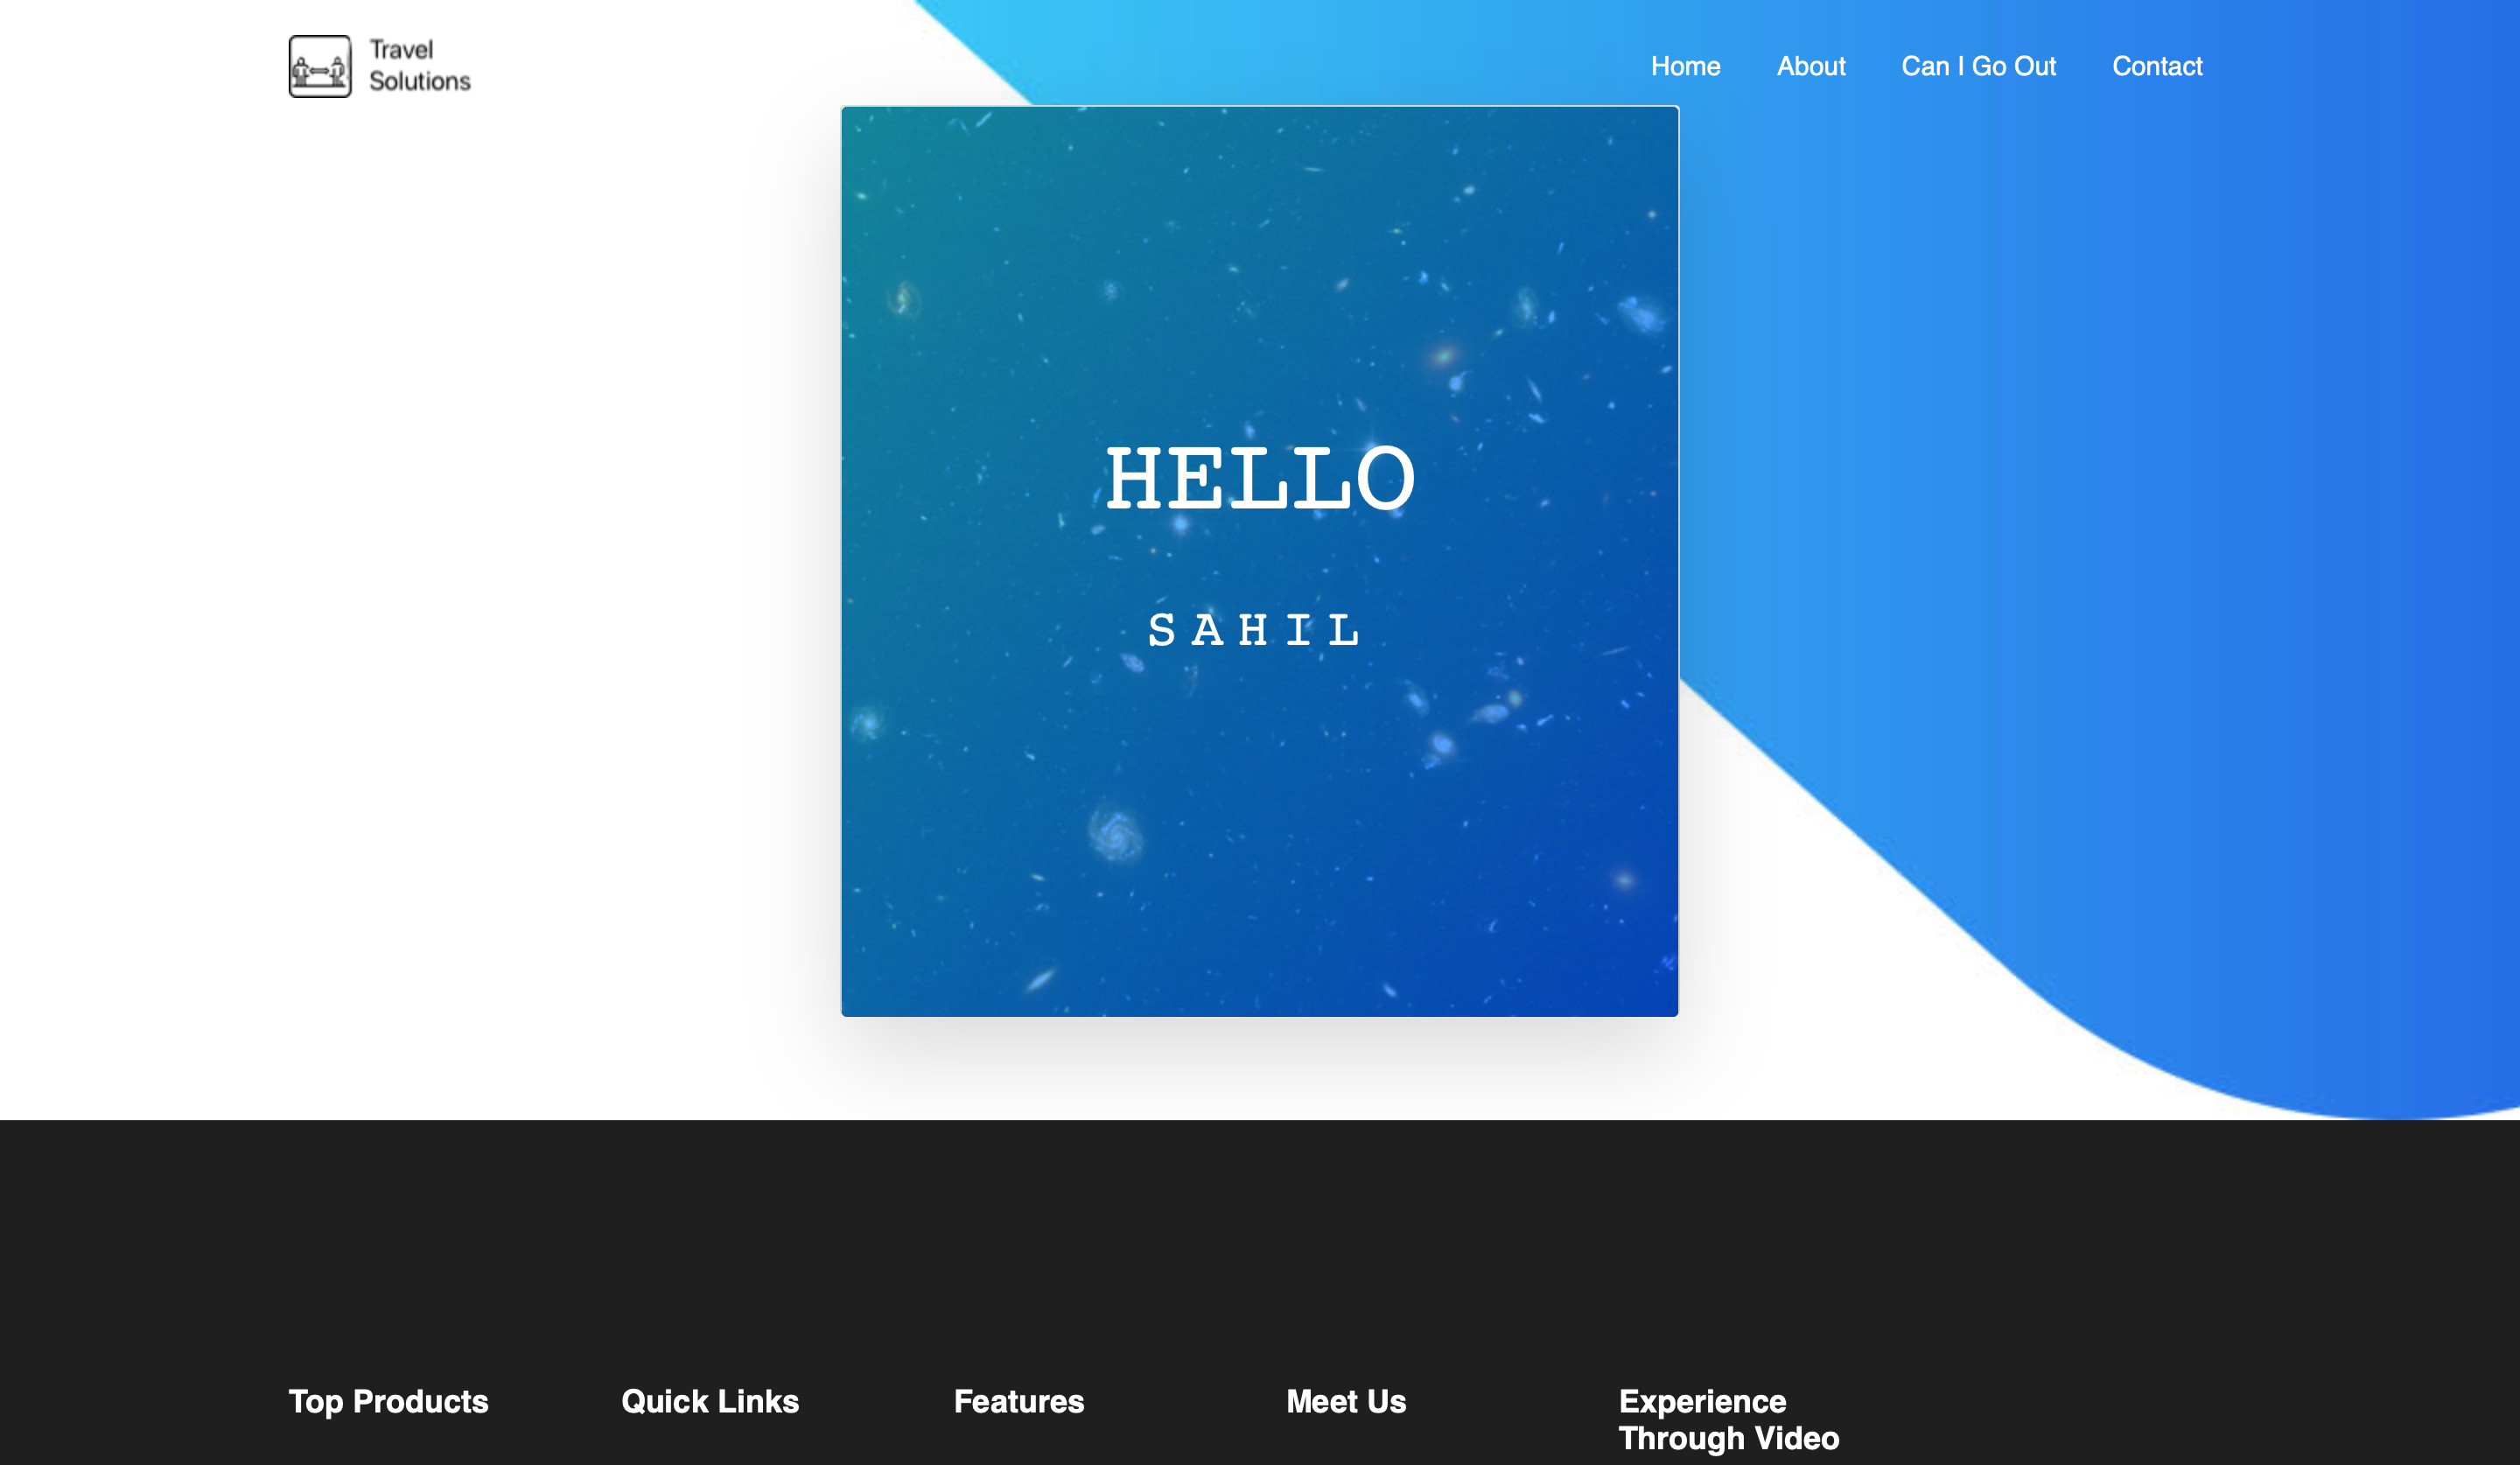 Travel
Solutions
Home About Can I Go Out Contact
HELLO
SAHIL
Top Products Quick Links Features Meet Us Experience
Through Video